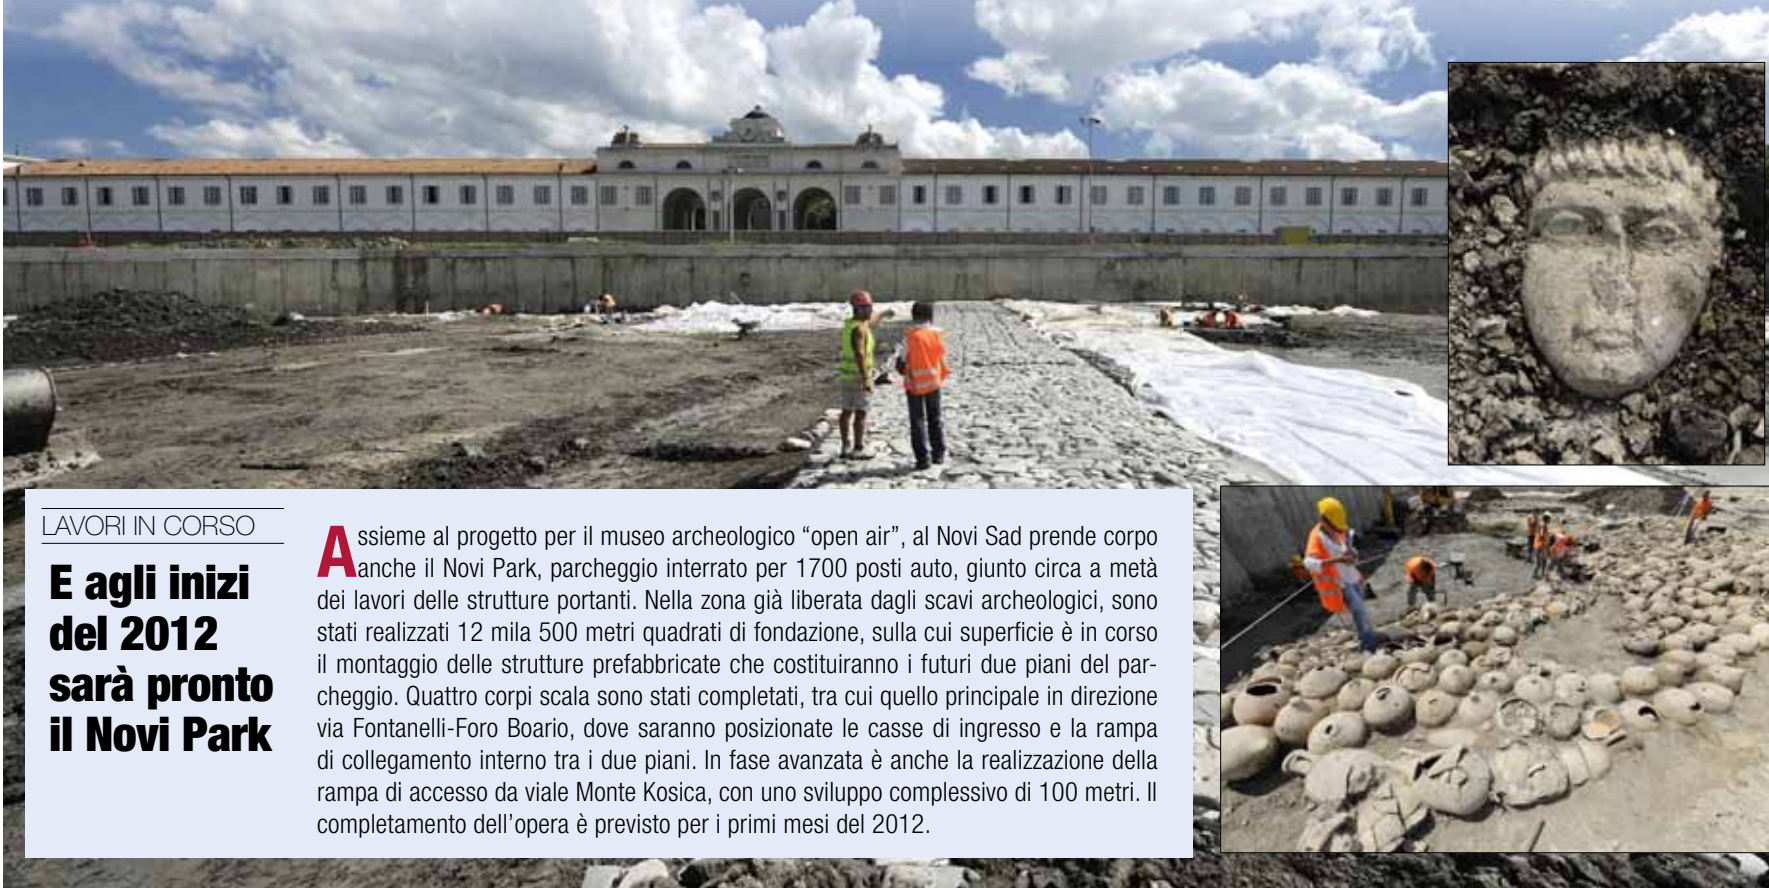 LAVORI IN CORSO
E agli inizi
del 2012
sarà pronto
il Novi Park
Assieme al progetto per il museo archeologico “open air”, al Novi Sad prende corpo
anche il Novi Park, parcheggio interrato per 1700 posti auto, giunto circa a metà
dei lavori delle strutture portanti. Nella zona già liberata dagli scavi archeologici, sono
stati realizzati 12 mila 500 metri quadrati di fondazione, sulla cui superficie è in corso
il montaggio delle strutture prefabbricate che costituiranno i futuri due piani del par-
cheggio. Quattro corpi scala sono stati completati, tra cui quello principale in direzione
via Fontanelli-Foro Boario, dove saranno posizionate le casse di ingresso e la rampa
di collegamento interno tra i due piani. In fase avanzata è anche la realizzazione della
rampa di accesso da viale Monte Kosica, con uno sviluppo complessivo di 100 metri. Il
completamento dell’opera è previsto per i primi mesi del 2012.